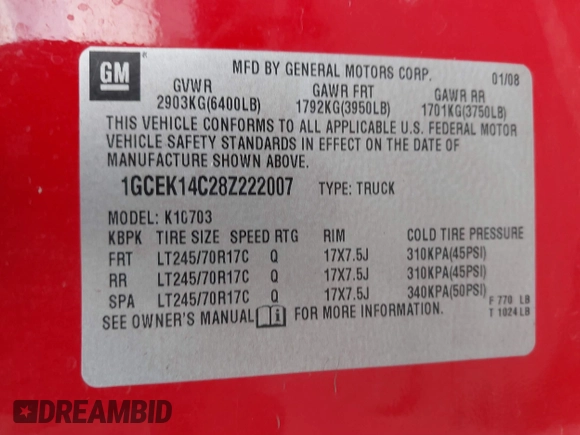 GM
MFD BY GENERAL MOTORS CORP. 01/08
GVWR GAWR FRT GAWR RR
2903KG(6400LB) 1792KG(3950LB) 1701KG(3750LB)
THIS VEHICLE CONFORMS TO ALL APPLICABLE U.S. FEDERAL MOTOR
VEHICLE SAFETY STANDARDS IN EFFECT ON THE DATE OF
MANUFACTURE SHOWN ABOVE.
1GCEK14C28Z222007 TYPE: TRUCK
MODEL: K10703
KBPK TIRE SIZE SPEED RTG RIM COLD TIRE PRESSURE
FRT LT245/70R17C Q 17X7.5J 310KPA(45PSI)
RR LT245/70R17C Q 17X7.5J 310KPA(45PSI)
SPA LT245/70R17C Q 17X7.5J 340KPA(50PSI)
F 770 LB
T 1024 LB
SEE OWNER'S MANUAL i FOR MORE INFORMATION.
DREAMBID